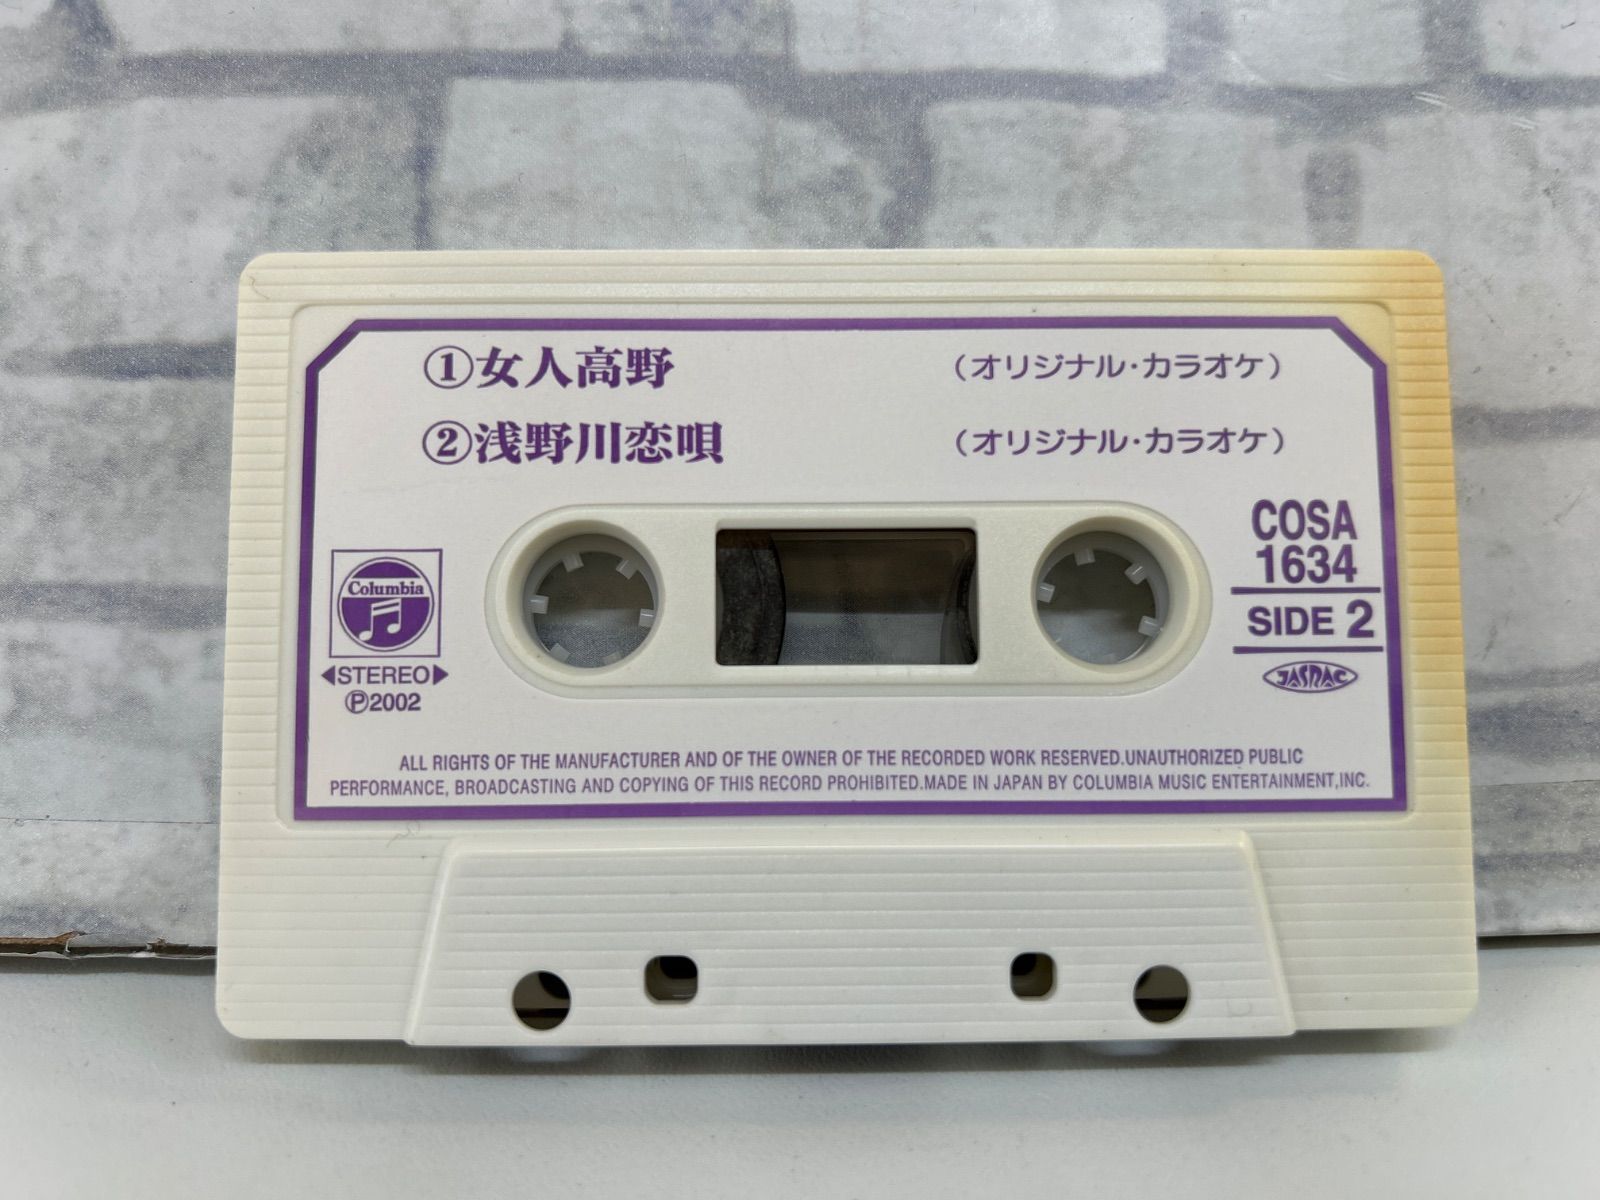 ①女人高野 (オリジナル・カラオケ)
②浅野川恋唄 (オリジナル・カラオケ)
COSA
1634
SIDE 2
JASRAC
Columbia
◀STEREO▶
Ⓟ2002
ALL RIGHTS OF THE MANUFACTURER AND OF THE OWNER OF THE RECORDED WORK RESERVED.UNAUTHORIZED PUBLIC
PERFORMANCE, BROADCASTING AND COPYING OF THIS RECORD PROHIBITED.MADE IN JAPAN BY COLUMBIA MUSIC ENTERTAINMENT,INC.